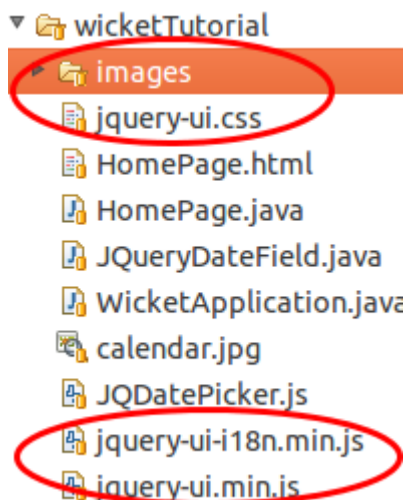 wicketTutorial
images
jquery-ui.css
HomePage.html
HomePage.java
JQueryDateField.java
WicketApplication.java
calendar.jpg
JQDatePicker.js
jquery-ui-i18n.min.js
jquery-ui.min.js